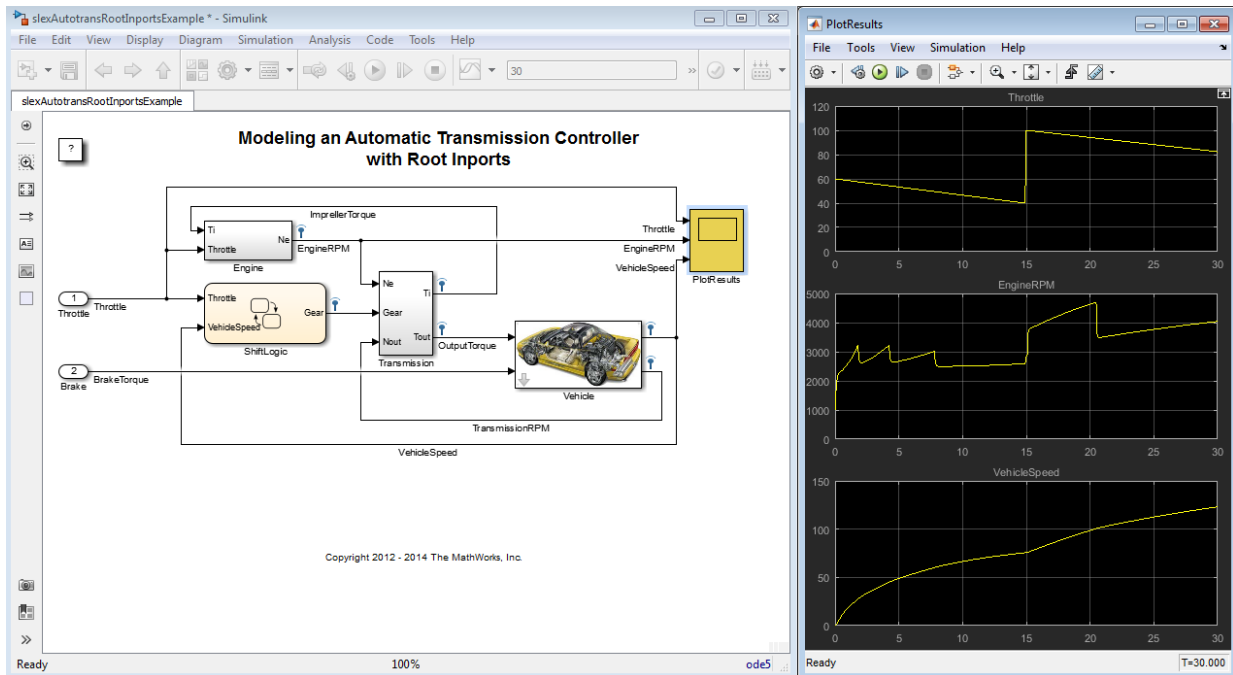 slexAutotransRootInportsExample * - Simulink
File Edit View Display Diagram Simulation Analysis Code Tools Help
30
»
slexAutotransRootInportsExample
?
Modeling an Automatic Transmission Controller
with Root Inports
ImprellerTorque
Ti
Throttle
Ne
EngineRPM
Engine
Throttle
EngineRPM
VehicleSpeed
PlotResults
1
Throttle
Throttle
Throttle
VehicleSpeed
Gear
ShiftLogic
Ne
Gear
Nout
Ti
Tout
Transmission
OutputTorque
2
Brake
BrakeTorque
Vehicle
TransmissionRPM
VehicleSpeed
Copyright 2012 - 2014 The MathWorks, Inc.
A
»
Ready 100% ode5
PlotResults
File Tools View Simulation Help
Throttle
120
100
80
60
40
20
0
0 5 10 15 20 25 30
EngineRPM
5000
4000
3000
2000
1000
0
0 5 10 15 20 25 30
VehicleSpeed
150
100
50
0
0 5 10 15 20 25 30
Ready T=30.000